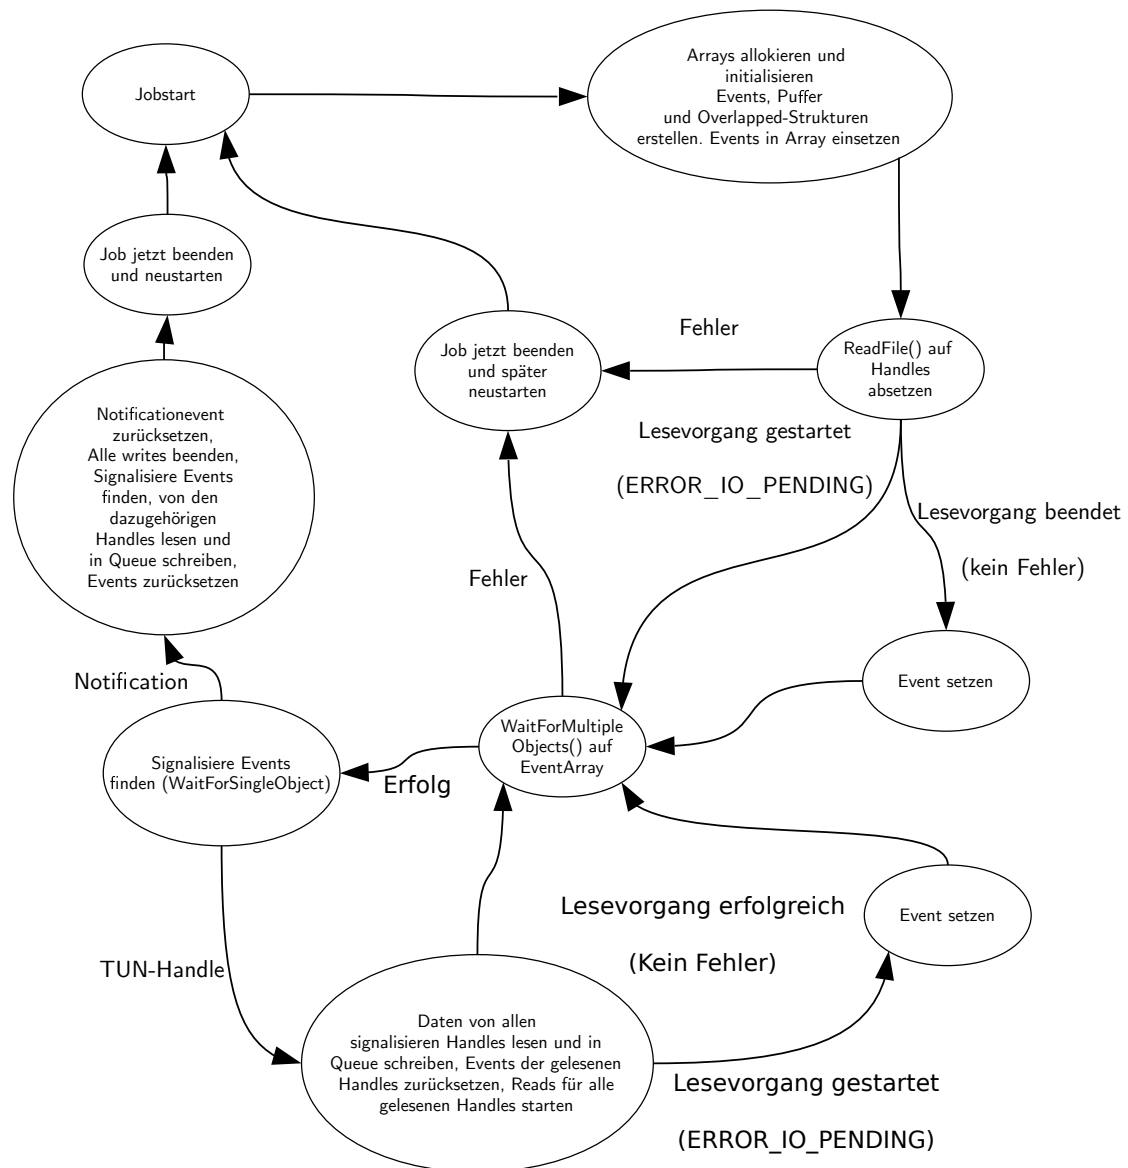 Jobstart
Arrays allokieren und
initialisieren
Events, Puffer
und Overlapped-Strukturen
erstellen. Events in Array einsetzen
Job jetzt beenden
und neustarten
Fehler
Job jetzt beenden
und später
neustarten
ReadFile() auf
Handles
absetzen
Notificationevent
zurücksetzen,
Alle writes beenden,
Signalisiere Events
finden, von den
dazugehörigen
Handles lesen und
in Queue schreiben,
Events zurücksetzen
Lesevorgang gestartet
(ERROR_IO_PENDING)
Lesevorgang beendet
(kein Fehler)
Fehler
Notification
Event setzen
WaitForMultiple
Objects() auf
EventArray
Signalisiere Events
finden (WaitForSingleObject)
Erfolg
Lesevorgang erfolgreich
(Kein Fehler)
Event setzen
TUN-Handle
Daten von allen
signalisieren Handles lesen und in
Queue schreiben, Events der gelesenen
Handles zurücksetzen, Reads für alle
gelesenen Handles starten
Lesevorgang gestartet
(ERROR_IO_PENDING)